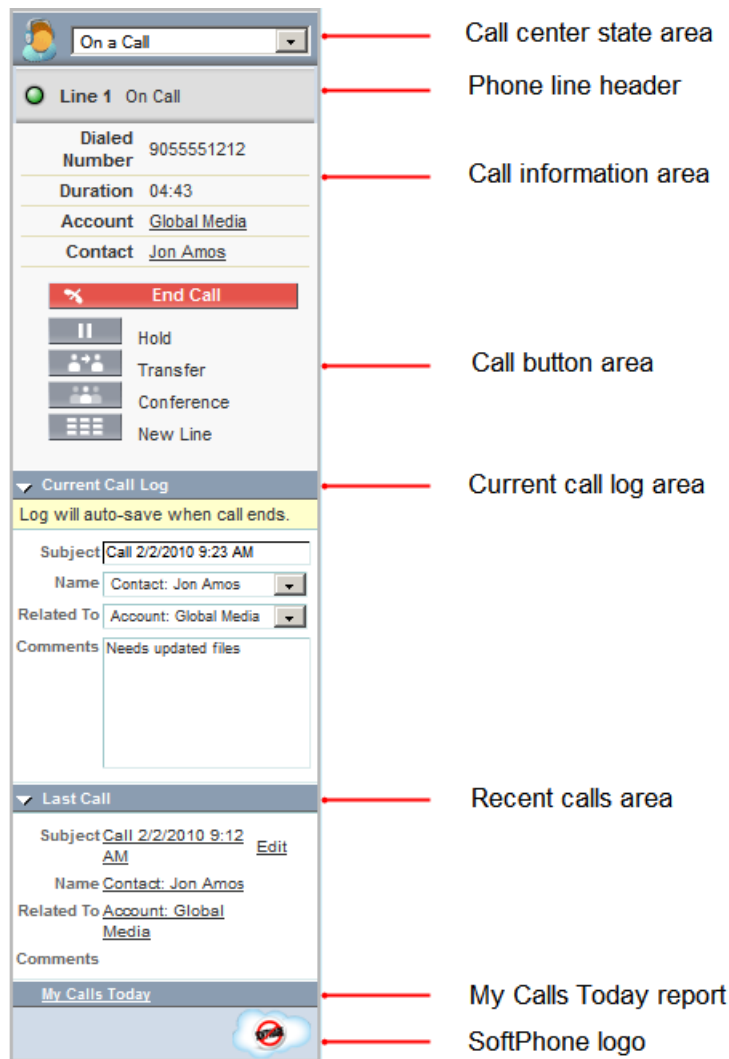 On a Call
Call center state area
Line 1 On Call
Phone line header
Dialed
Number 9055551212
Call information area
Duration 04:43
Account Global Media
Contact Jon Amos
End Call
Hold
Transfer
Call button area
Conference
New Line
Current Call Log
Current call log area
Log will auto-save when call ends.
Subject Call 2/2/2010 9:23 AM
Name Contact: Jon Amos
Related To Account: Global Media
Comments Needs updated files
Last Call
Recent calls area
Subject Call 2/2/2010 9:12
AM
Edit
Name Contact: Jon Amos
Related To Account: Global
Media
Comments
My Calls Today
My Calls Today report
SoftPhone logo